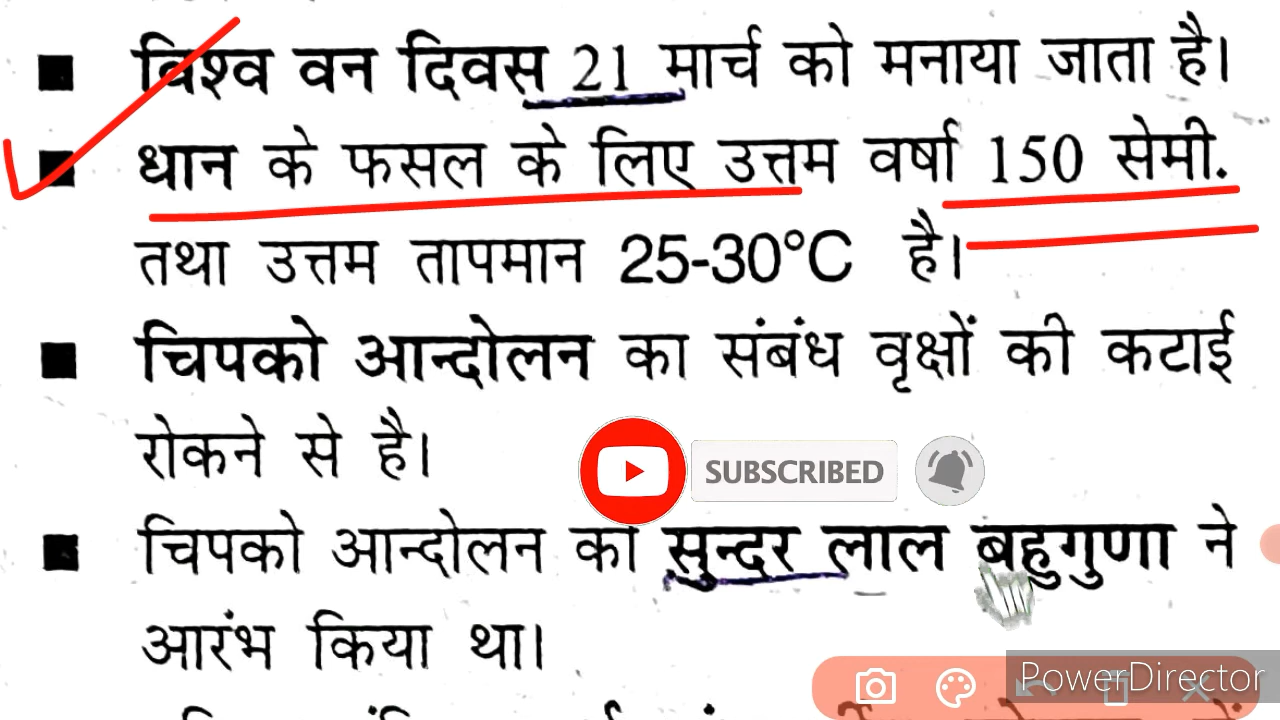 ■ विश्व वन दिवस 21 मार्च को मनाया जाता है।
■ धान के फसल के लिए उत्तम वर्षा 150 सेमी.
तथा उत्तम तापमान 25-30°C है।
■ चिपको आन्दोलन का संबंध वृक्षों की कटाई
रोकने से है।
SUBSCRIBED
■ चिपको आन्दोलन को सुन्दर लाल बहुगुणा ने
आरंभ किया था।
PowerDirector